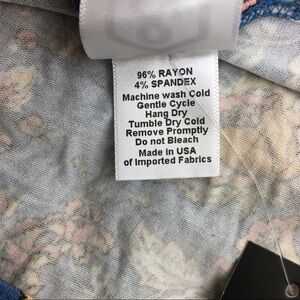 96% RAYON
4% SPANDEX
Machine wash Cold
Gentle Cycle
Hang Dry
Tumble Dry Cold
Remove Promptly
Do not Bleach
Made in USA
of Imported Fabrics